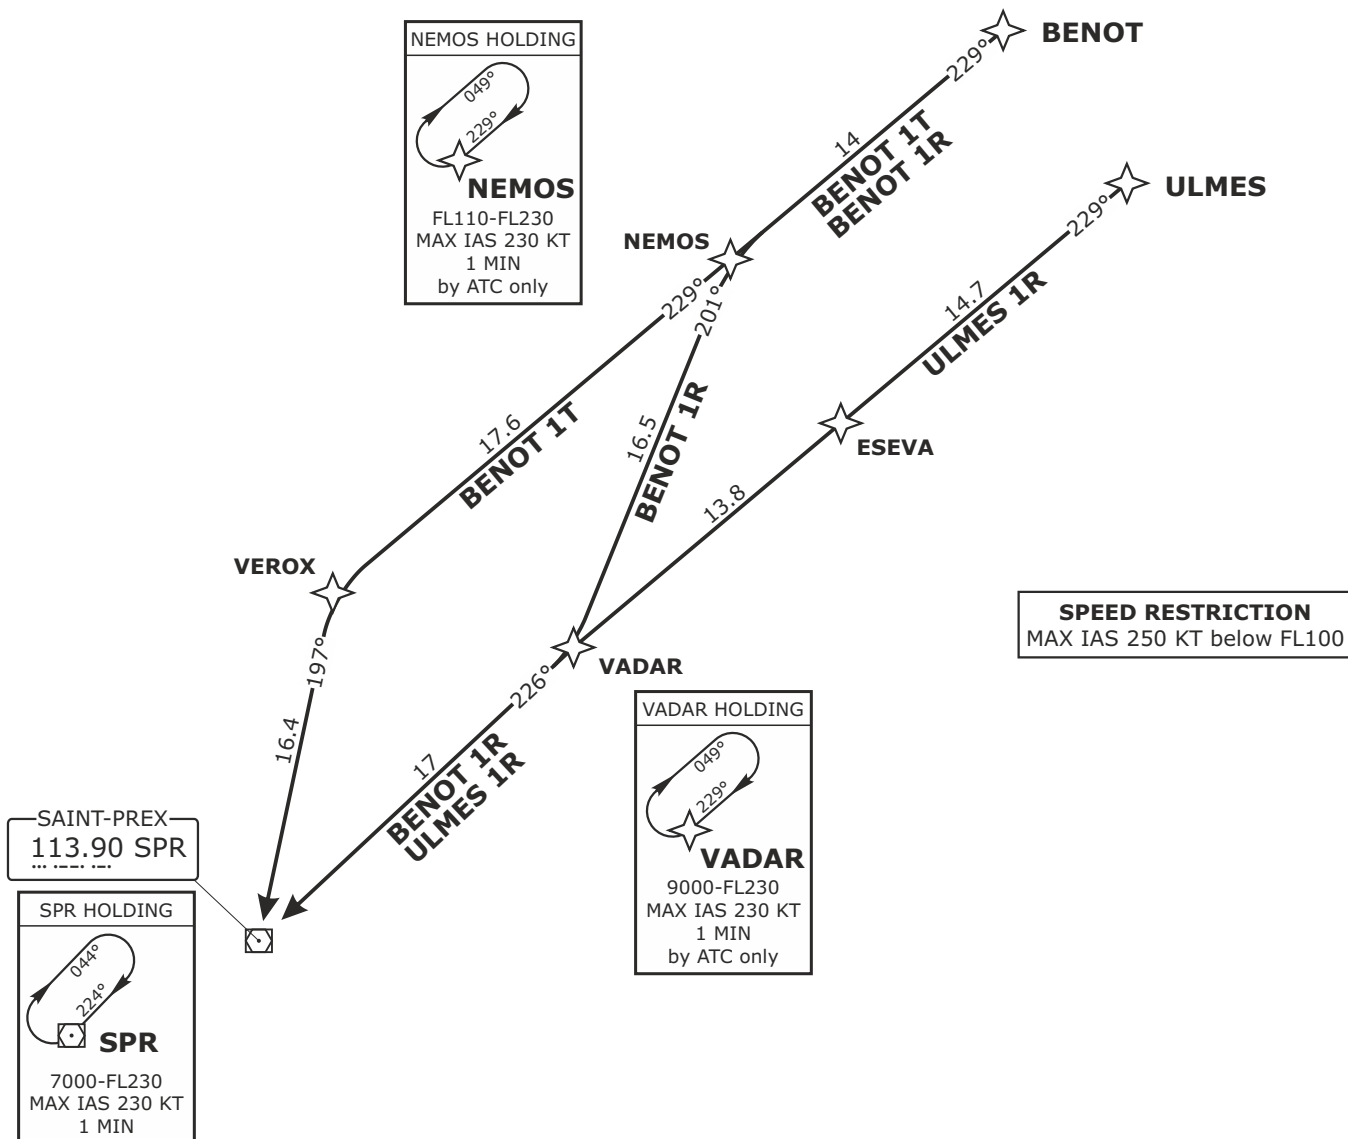 NEMOS HOLDING
049°
229°
NEMOS
FL110-FL230
MAX IAS 230 KT
1 MIN
by ATC only
BENOT
229°
14
BENOT 1T
BENOT 1R
ULMES
229°
14.7
ULMES 1R
NEMOS
229°
201°
17.6
BENOT 1T
16.5
BENOT 1R
ESEVA
13.8
VEROX
197°
16.4
VADAR
226°
17
BENOT 1R
ULMES 1R
SPEED RESTRICTION
MAX IAS 250 KT below FL100
VADAR HOLDING
049°
229°
VADAR
9000-FL230
MAX IAS 230 KT
1 MIN
by ATC only
SAINT-PREX
113.90 SPR
SPR HOLDING
044°
224°
SPR
7000-FL230
MAX IAS 230 KT
1 MIN